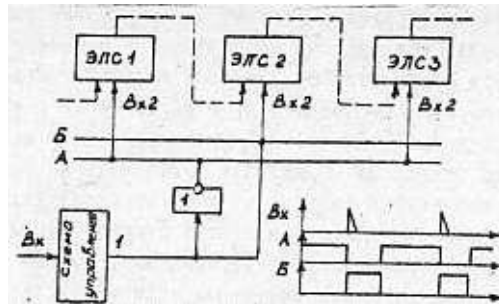 ЭЛС 1
ЭЛС 2
ЭЛС 3
Вх 2
Вх 2
Вх 2
Б
А
1
Вх
схема управления
1
Вх
А
Б